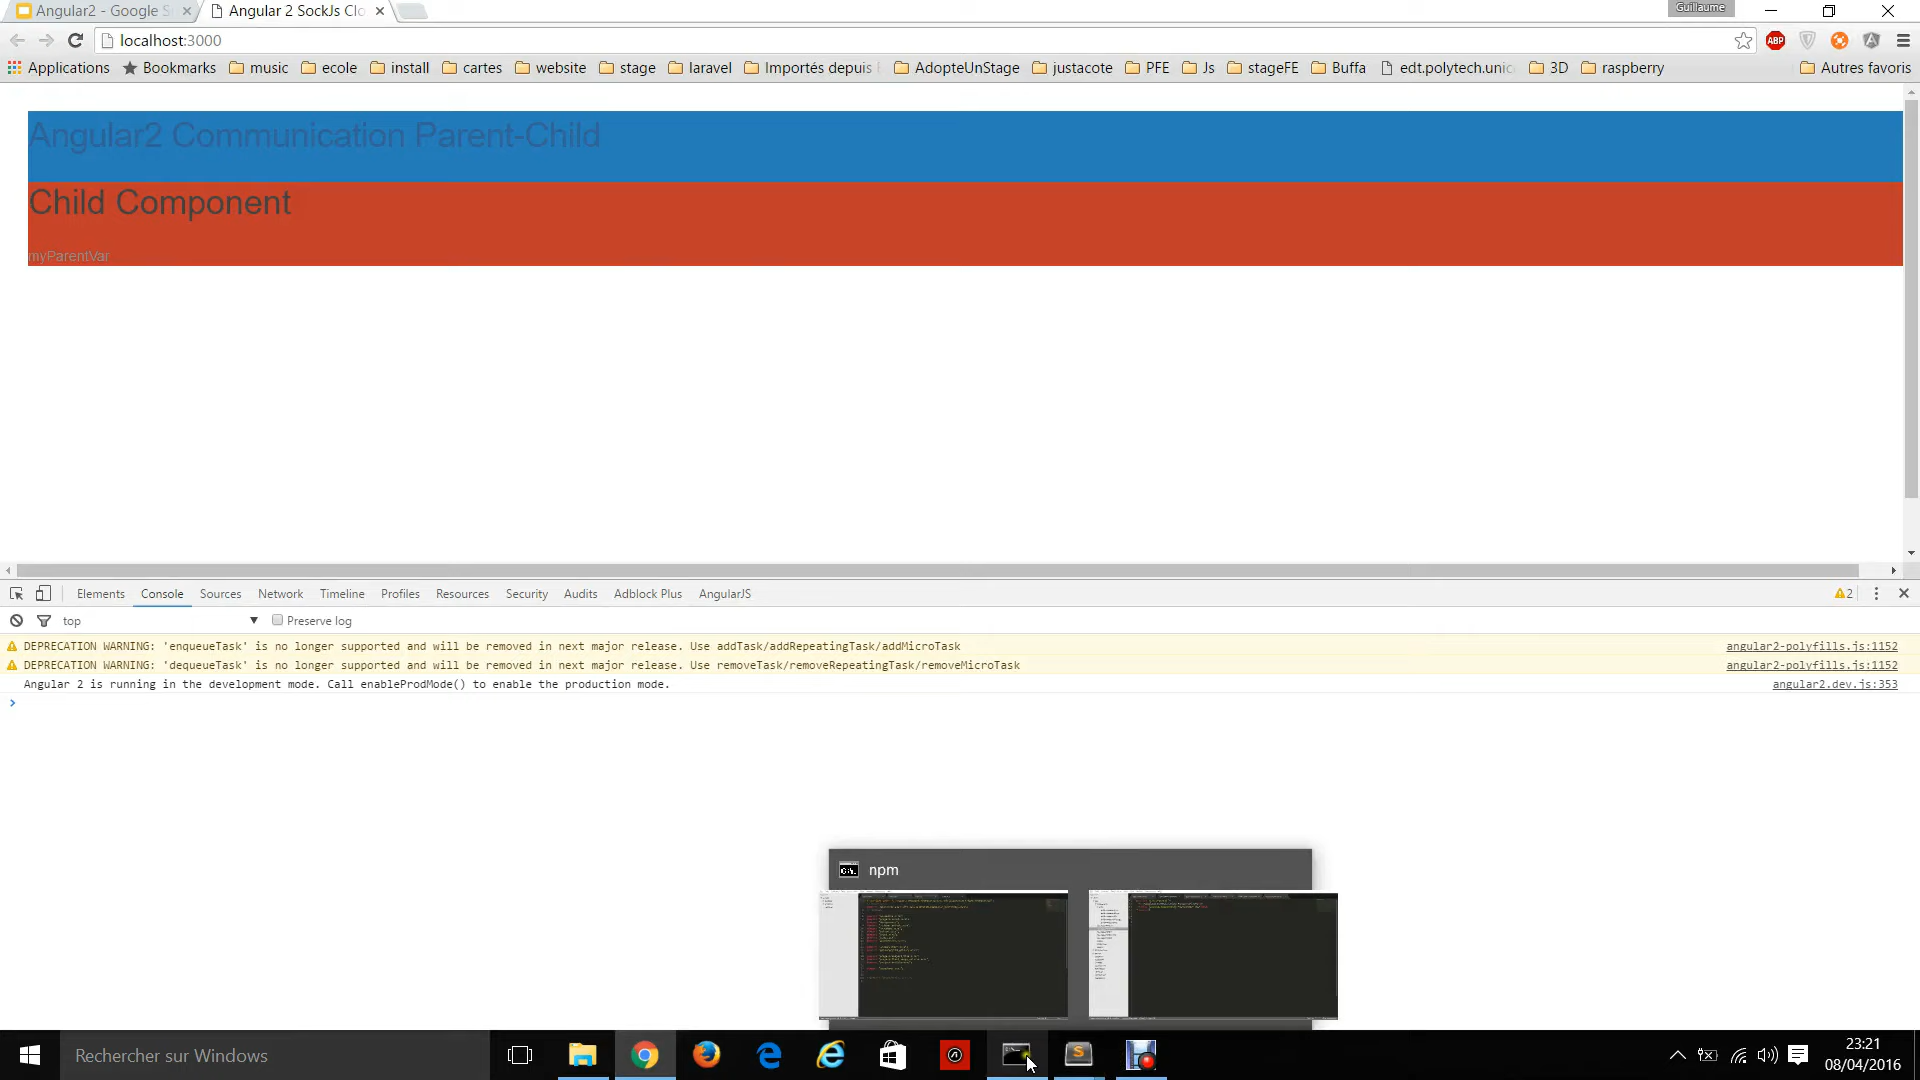 Angular2 - Google S
Angular 2 SockJs Clo
Guillaume
localhost:3000
ABP
Applications
Bookmarks
music
ecole
install
cartes
website
stage
laravel
Importés depuis
AdopteUnStage
justacote
PFE
Js
stageFE
Buffa
edt.polytech.unic
3D
raspberry
Autres favoris
Angular2 Communication Parent-Child
Child Component
myParentVar
Elements
Console
Sources
Network
Timeline
Profiles
Resources
Security
Audits
Adblock Plus
AngularJS
2
top
Preserve log
DEPRECATION WARNING: 'enqueueTask' is no longer supported and will be removed in next major release. Use addTask/addRepeatingTask/addMicroTask
angular2-polyfills.js:1152
DEPRECATION WARNING: 'dequeueTask' is no longer supported and will be removed in next major release. Use removeTask/removeRepeatingTask/removeMicroTask
angular2-polyfills.js:1152
Angular 2 is running in the development mode. Call enableProdMode() to enable the production mode.
angular2.dev.js:353
npm
Rechercher sur Windows
23:21
08/04/2016